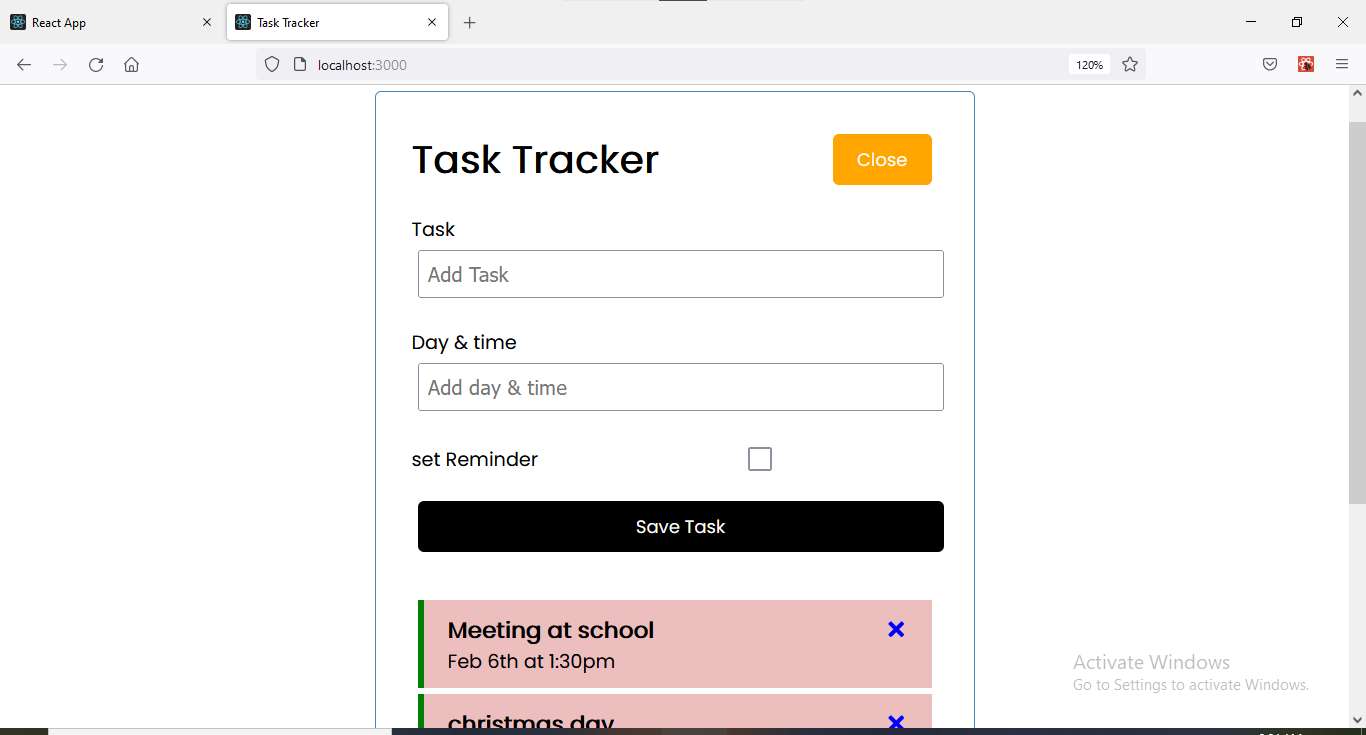 React App
Task Tracker
localhost:3000
120%
Task Tracker
Close
Task
Add Task
Day & time
Add day & time
set Reminder
Save Task
Meeting at school
Feb 6th at 1:30pm
christmas day
Activate Windows
Go to Settings to activate Windows.